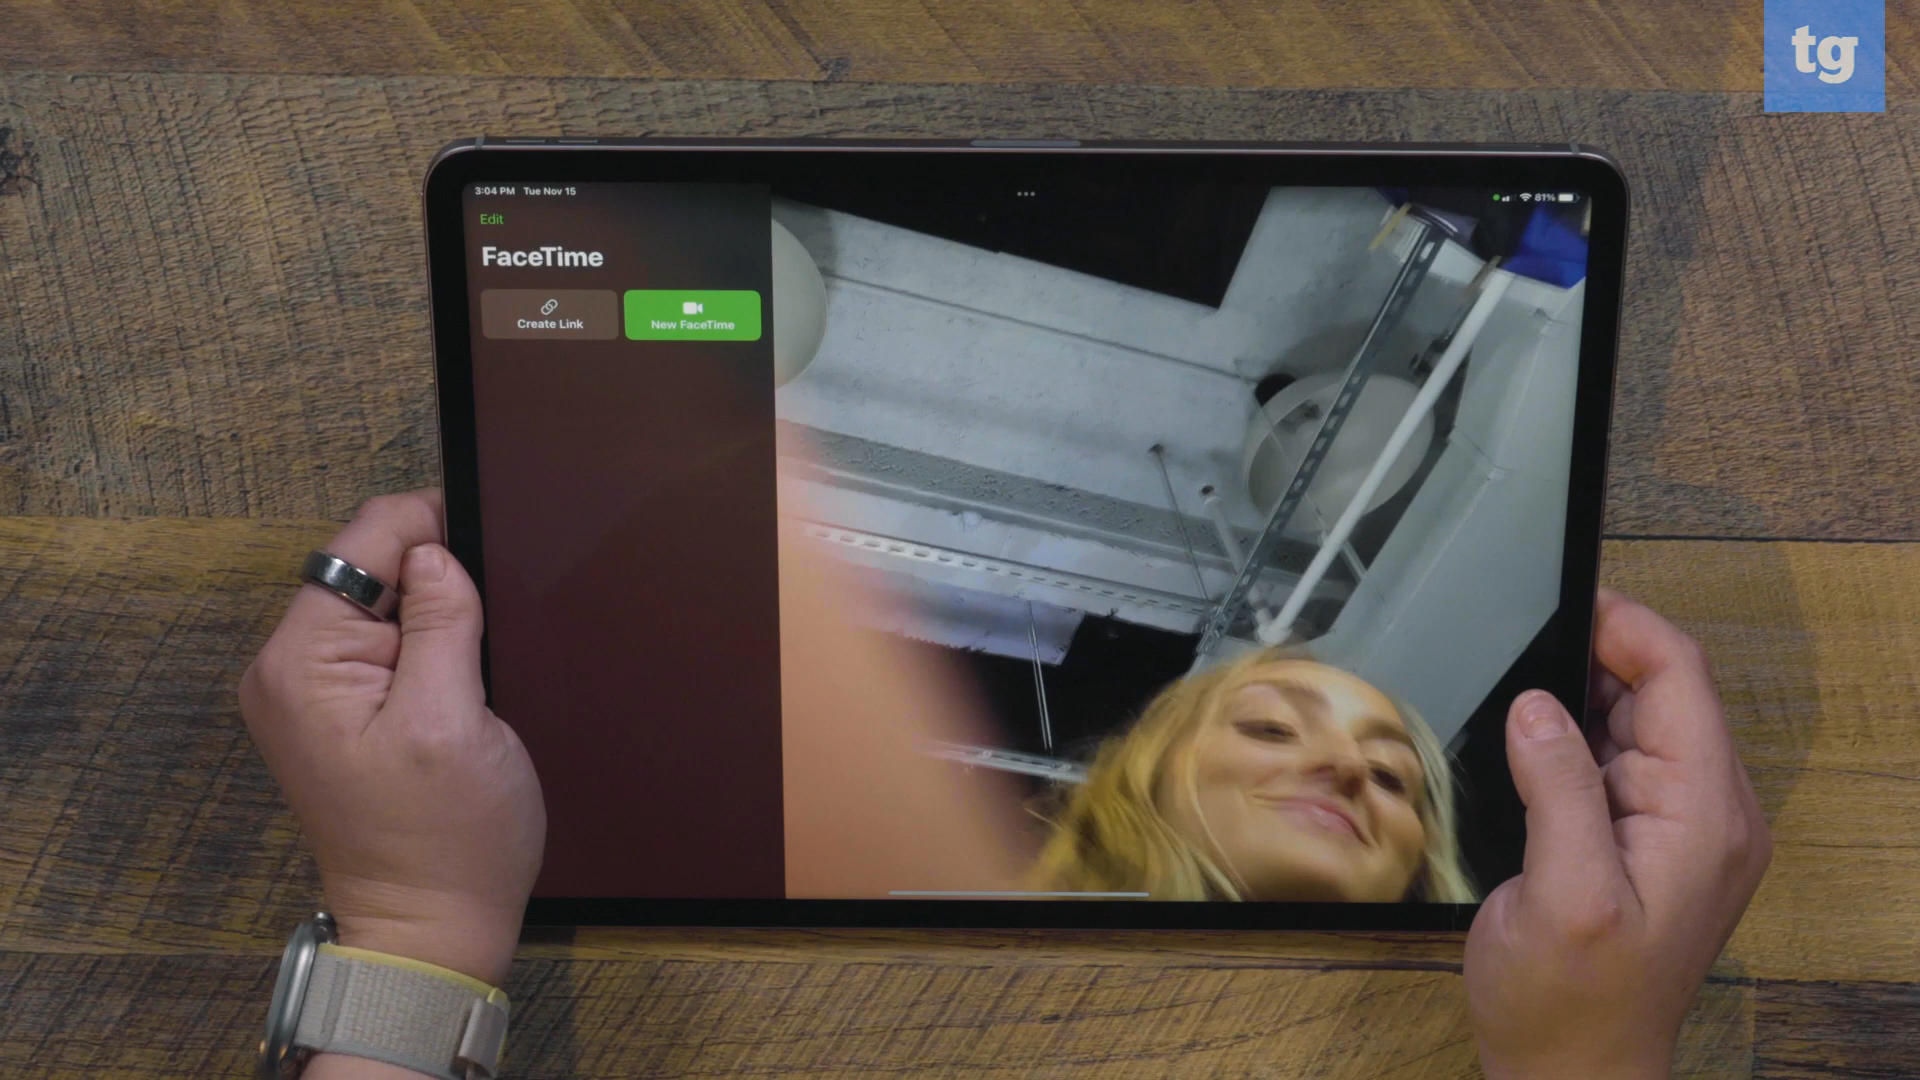 tg
3:04 PM Tue Nov 15
81%
Edit
FaceTime
Create Link
New FaceTime